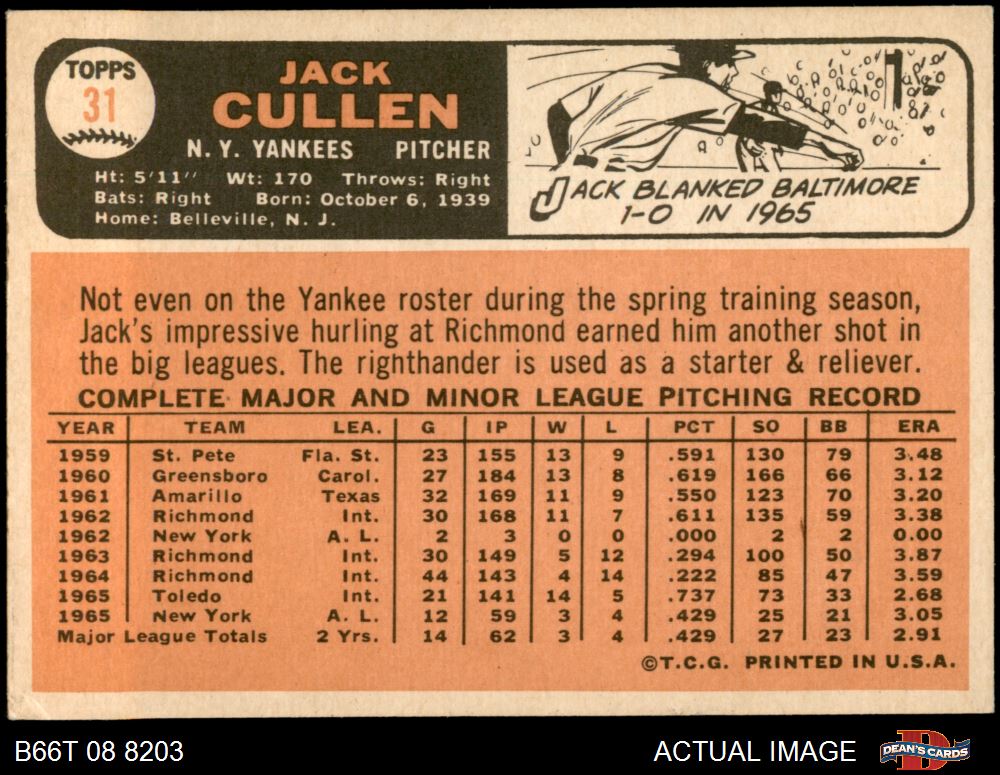 TOPPS
31
JACK
CULLEN
N. Y. YANKEES PITCHER
Ht: 5'11" Wt: 170 Throws: Right
Bats: Right Born: October 6, 1939
Home: Belleville, N. J.
JACK BLANKED BALTIMORE
1-0 IN 1965
Not even on the Yankee roster during the spring training season,
Jack's impressive hurling at Richmond earned him another shot in
the big leagues. The righthander is used as a starter & reliever.
COMPLETE MAJOR AND MINOR LEAGUE PITCHING RECORD
YEAR TEAM LEA. G IP W L PCT SO BB ERA
1959 St. Pete Fla. St. 23 155 13 9 .591 130 79 3.48
1960 Greensboro Carol. 27 184 13 8 .619 166 66 3.12
1961 Amarillo Texas 32 169 11 9 .550 123 70 3.20
1962 Richmond Int. 30 168 11 7 .611 135 59 3.38
1962 New York A. L. 2 3 0 0 .000 2 2 0.00
1963 Richmond Int. 30 149 5 12 .294 100 50 3.87
1964 Richmond Int. 44 143 4 14 .222 85 47 3.59
1965 Toledo Int. 21 141 14 5 .737 73 33 2.68
1965 New York A. L. 12 59 3 4 .429 25 21 3.05
Major League Totals 2 Yrs. 14 62 3 4 .429 27 23 2.91
©T.C.G. PRINTED IN U.S.A.
B66T 08 8203 ACTUAL IMAGE DEAN'S CARDS